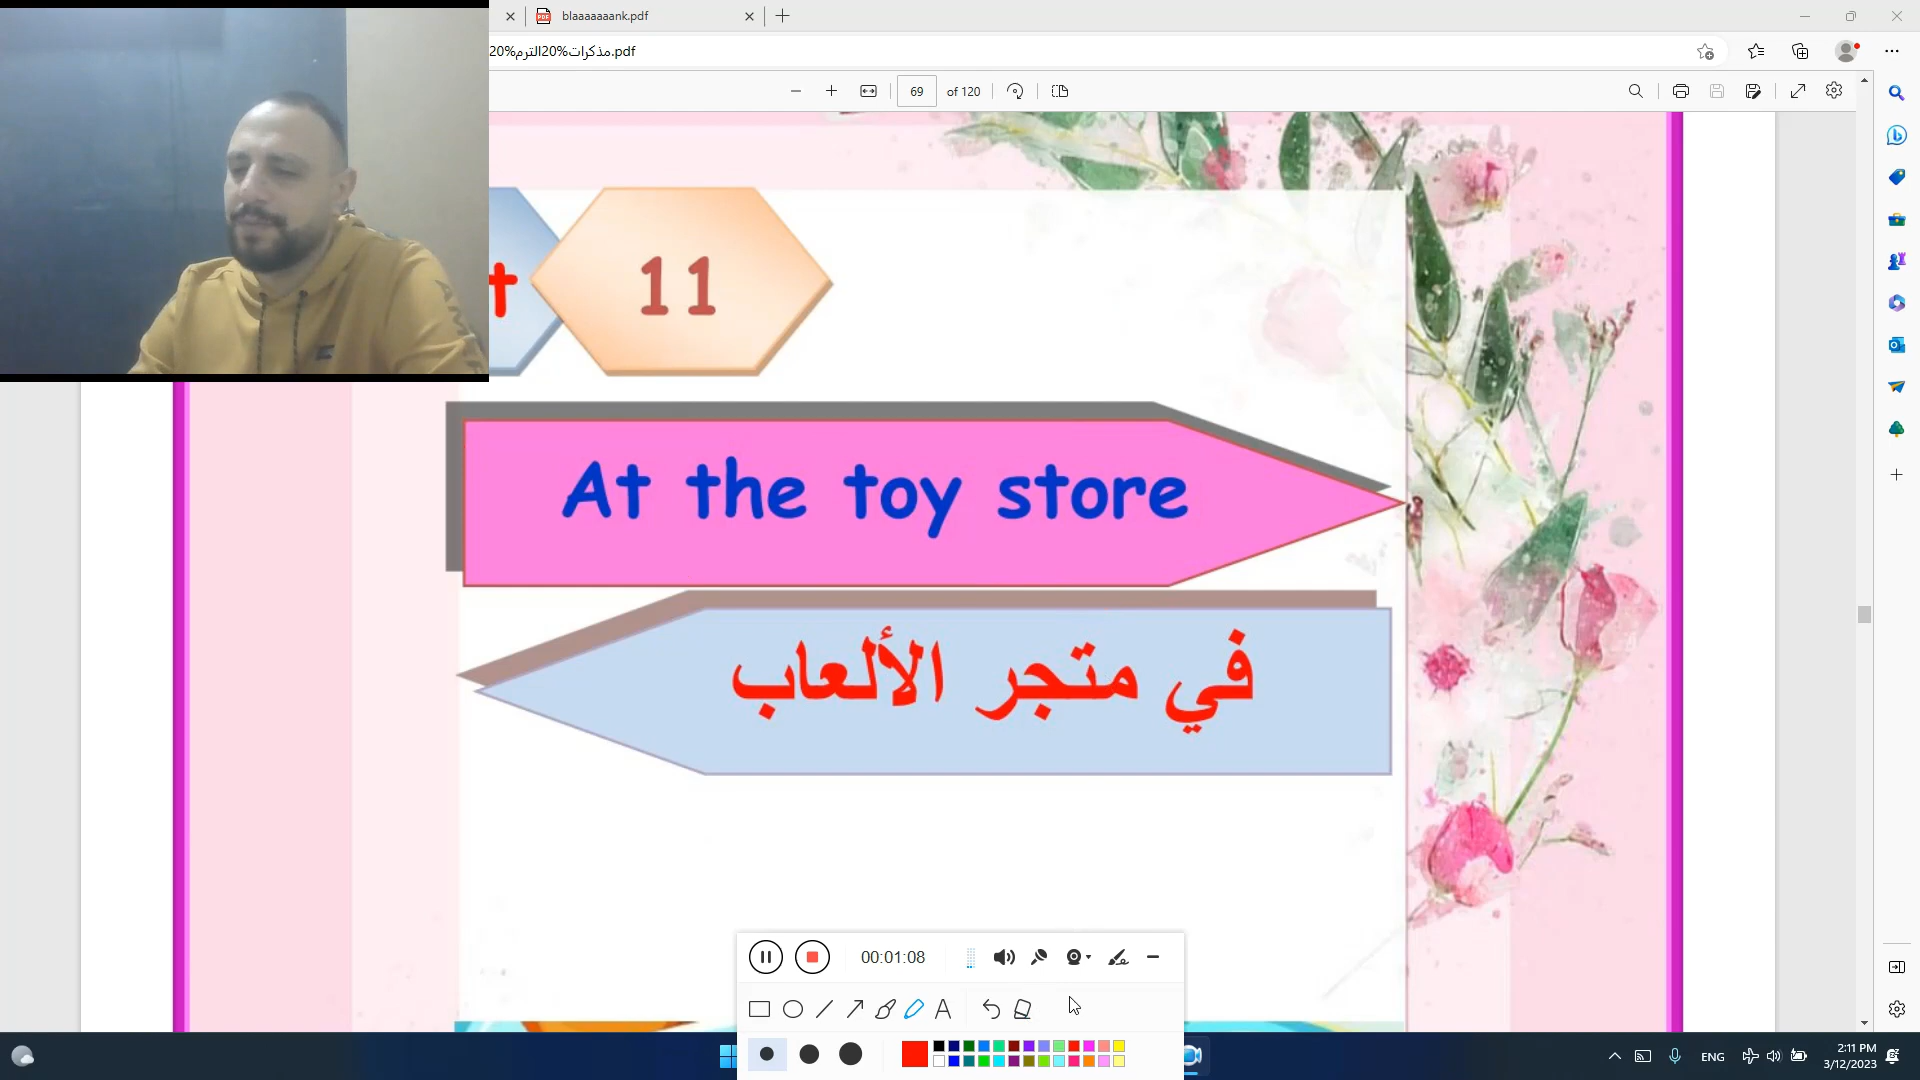 blaaaaaaank.pdf
مذكرات%20الترم%20.pdf
69 of 120
t 11
At the toy store
في متجر الألعاب
00:01:08
A
ENG
2:11 PM
3/12/2023